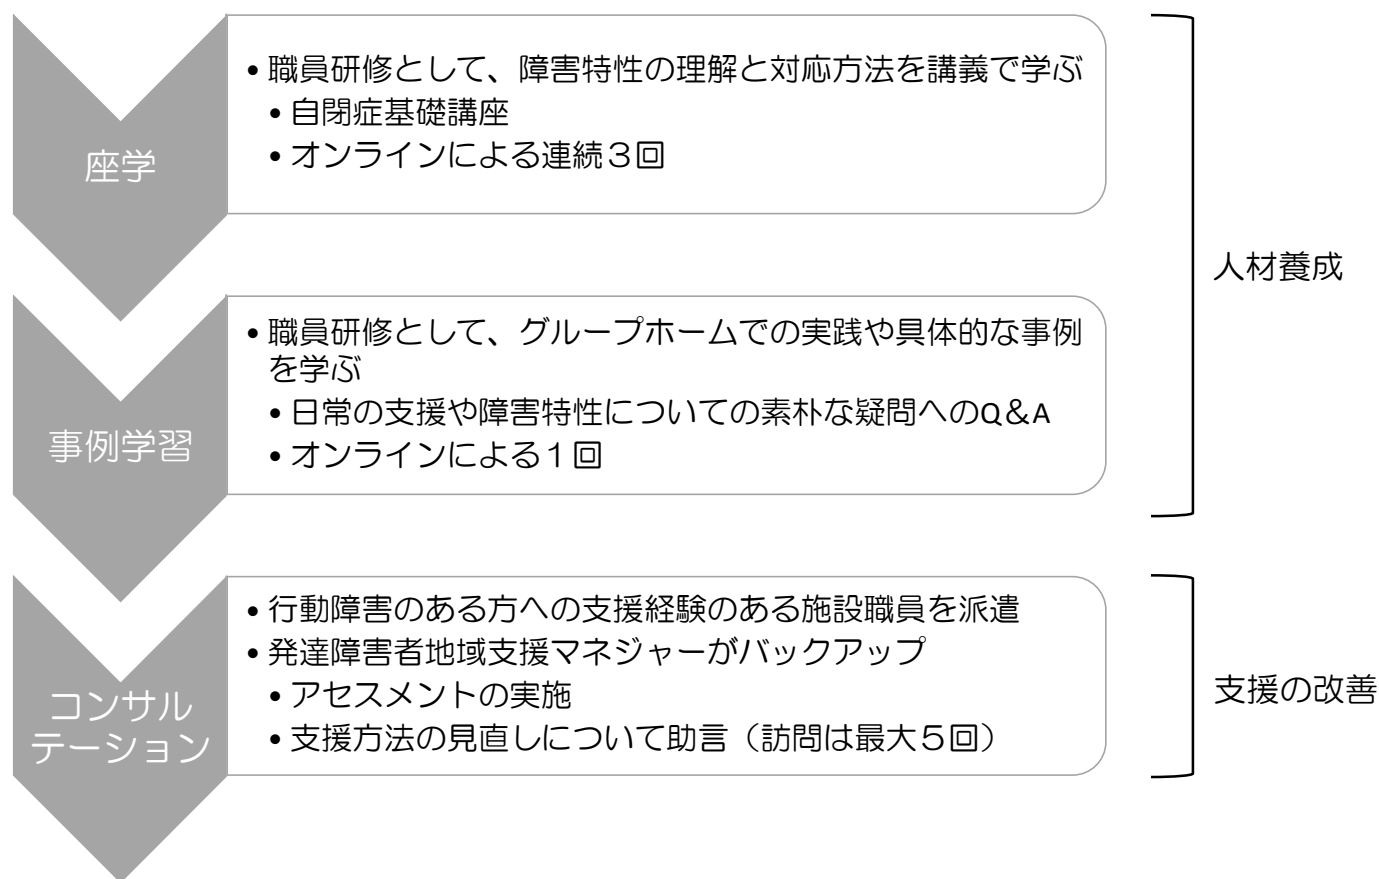 座学
• 職員研修として、障害特性の理解と対応方法を講義で学ぶ
• 自閉症基礎講座
• オンラインによる連続３回
事例学習
• 職員研修として、グループホームでの実践や具体的な事例
を学ぶ
• 日常の支援や障害特性についての素朴な疑問へのQ＆A
• オンラインによる１回
人材養成
コンサル
テーション
• 行動障害のある方への支援経験のある施設職員を派遣
• 発達障害者地域支援マネジャーがバックアップ
• アセスメントの実施
• 支援方法の見直しについて助言（訪問は最大５回）
支援の改善